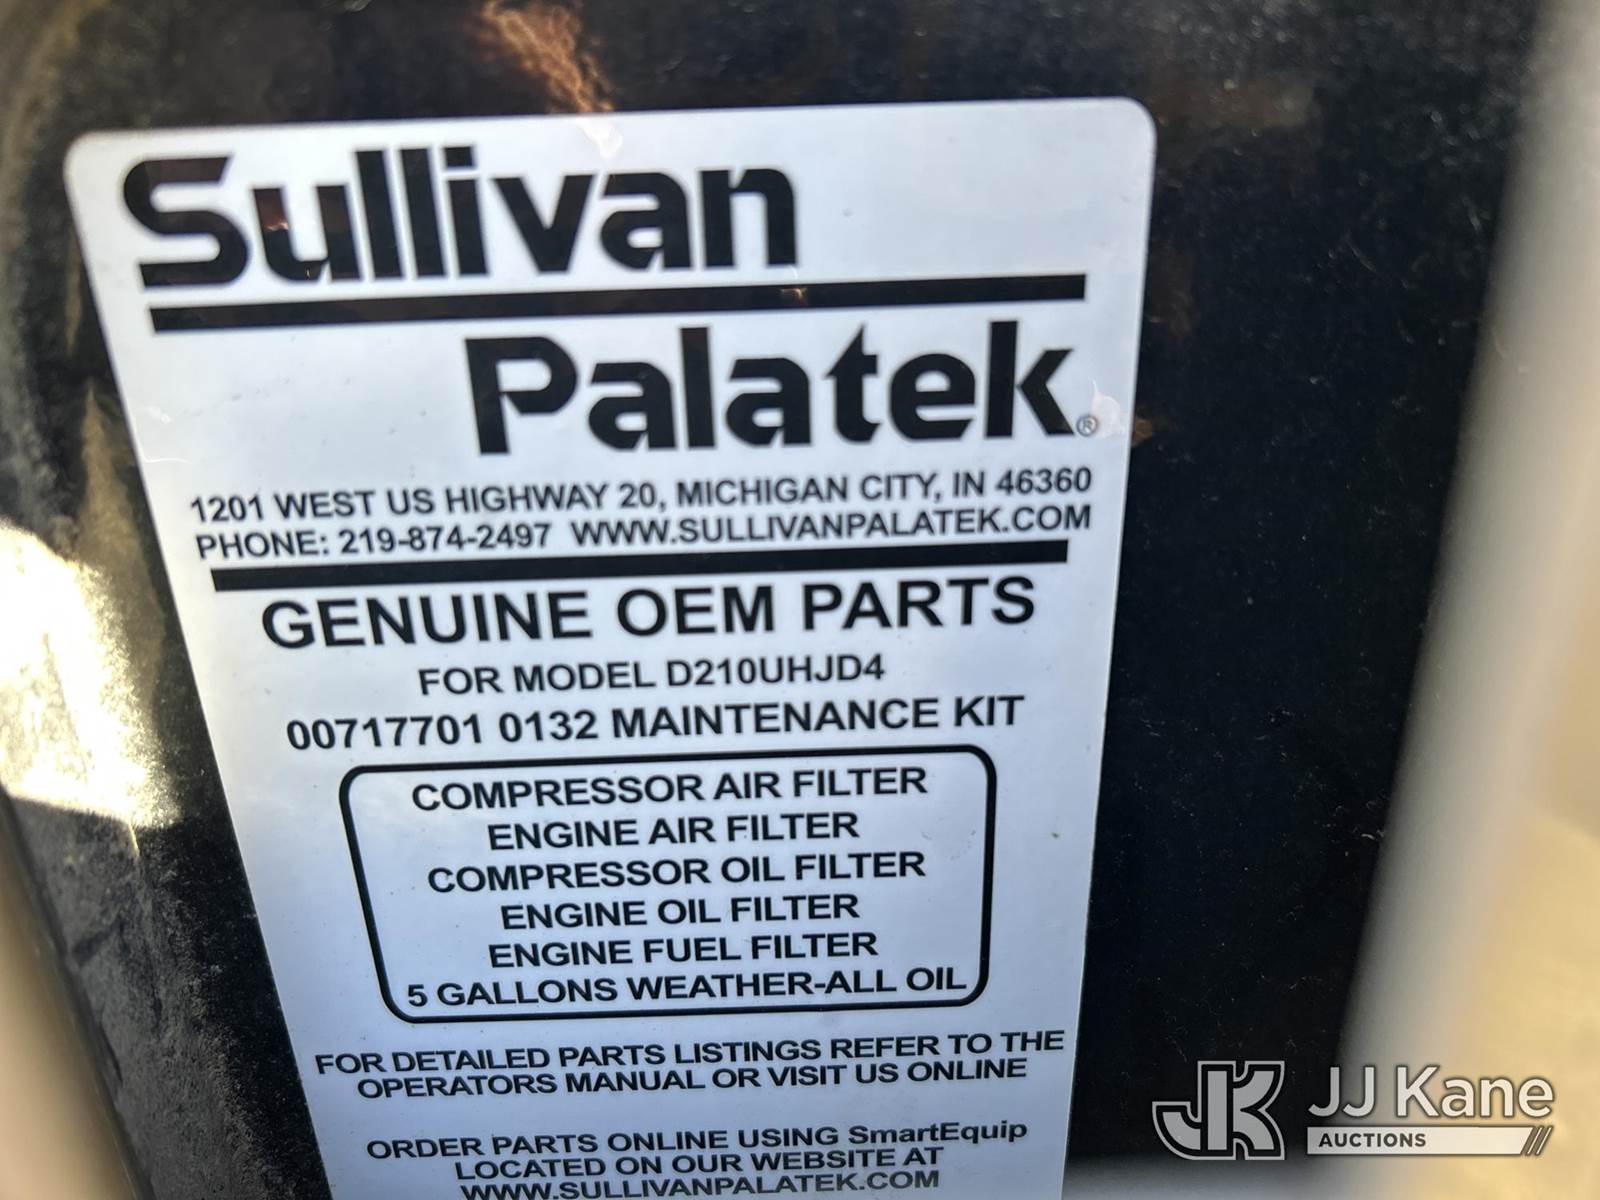 Sullivan
Palatek®
1201 WEST US HIGHWAY 20, MICHIGAN CITY, IN 46360
PHONE: 219-874-2497 WWW.SULLIVANPALATEK.COM
GENUINE OEM PARTS
FOR MODEL D210UHJD4
00717701 0132 MAINTENANCE KIT
COMPRESSOR AIR FILTER
ENGINE AIR FILTER
COMPRESSOR OIL FILTER
ENGINE OIL FILTER
ENGINE FUEL FILTER
5 GALLONS WEATHER-ALL OIL
FOR DETAILED PARTS LISTINGS REFER TO THE
OPERATORS MANUAL OR VISIT US ONLINE
ORDER PARTS ONLINE USING SmartEquip
LOCATED ON OUR WEBSITE AT
WWW.SULLIVANPALATEK.COM
JK JJ Kane
AUCTIONS